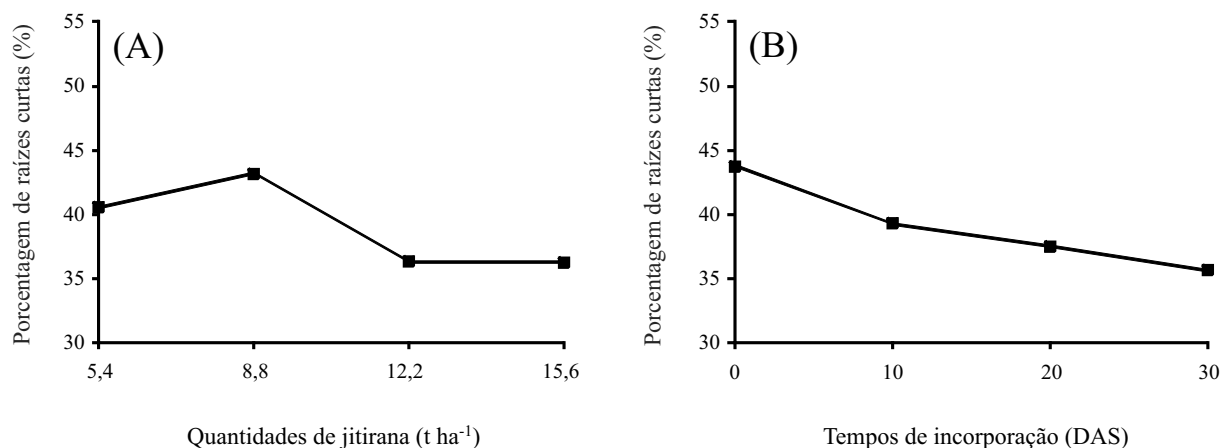 (A)
Porcentagem de raízes curtas (%)
55
50
45
40
35
30
5,4 8,8 12,2 15,6
Quantidades de jitirana (t ha⁻¹)
(B)
Porcentagem de raízes curtas (%)
55
50
45
40
35
30
0 10 20 30
Tempos de incorporação (DAS)